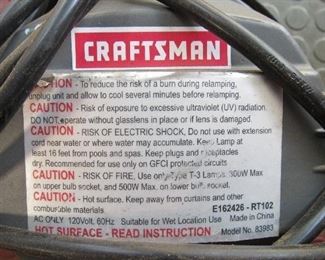 CRAFTSMAN
CAUTION - To reduce the risk of a burn during relamping,
unplug unit and allow to cool several minutes before relamping.
CAUTION - Risk of exposure to excessive ultraviolet (UV) radiation.
DO NOT operate without glasslens in place or if lens is damaged.
CAUTION - RISK OF ELECTRIC SHOCK, Do not use with extension
cord near water or where water may accumulate. Keep Lamp at
least 16 feet from pools and spas. Keep plugs and receptacles
dry. Recommended for use only on GFCI protected circuits
CAUTION - RISK OF FIRE, Use only Type T-3 Lamps, 300W Max
on upper bulb socket, and 500W Max. on lower bulb socket.
CAUTION - Hot surface. Keep away from curtains and other
combustible materials. E162426 - RT102
AC ONLY 120Volt. 60Hz Suitable for Wet Location Use Made in China
HOT SURFACE - READ INSTRUCTION Model No. 83983